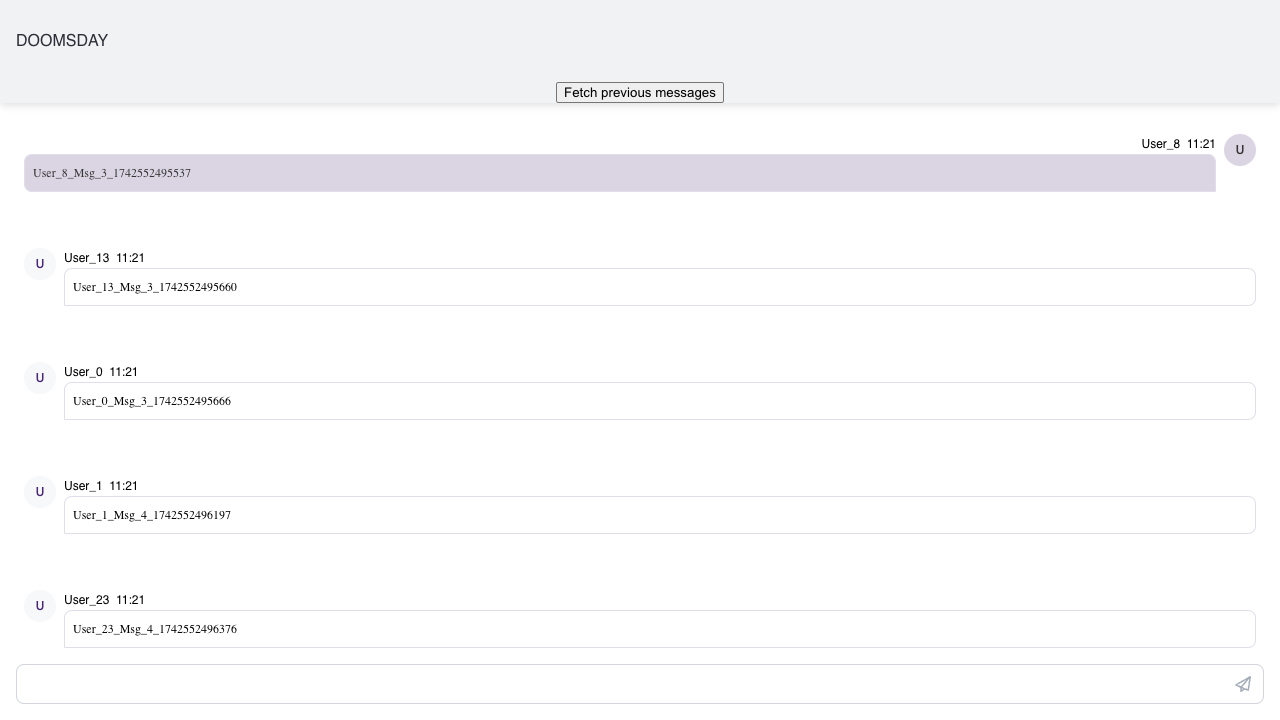 DOOMSDAY
Fetch previous messages
User_8 11:21
U
User_8_Msg_3_1742552495537
U
User_13 11:21
User_13_Msg_3_1742552495660
U
User_0 11:21
User_0_Msg_3_1742552495666
U
User_1 11:21
User_1_Msg_4_1742552496197
U
User_23 11:21
User_23_Msg_4_1742552496376